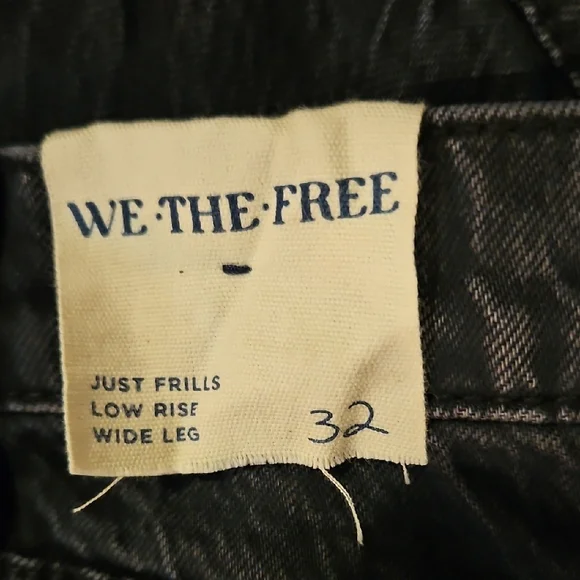 WE·THE·FREE
JUST FRILLS
LOW RISE
WIDE LEG
32